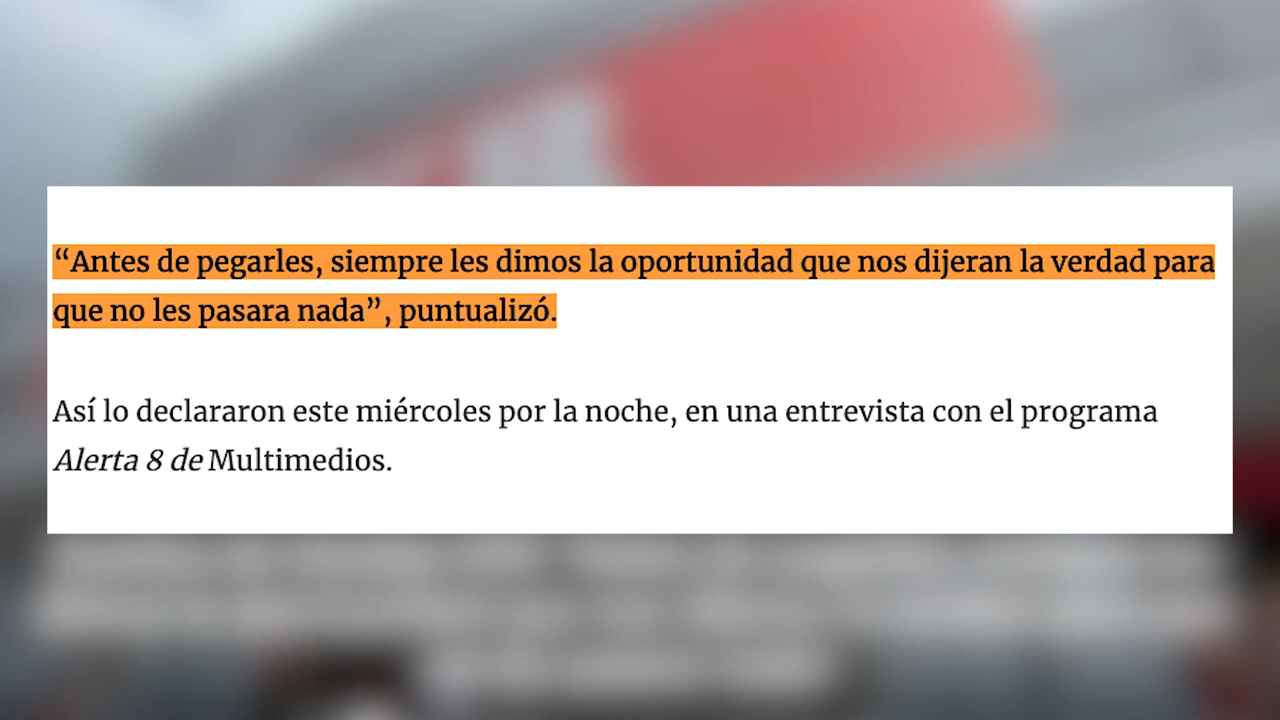 “Antes de pegarles, siempre les dimos la oportunidad que nos dijeran la verdad para
que no les pasara nada”, puntualizó.
Así lo declararon este miércoles por la noche, en una entrevista con el programa
Alerta 8 de Multimedios.